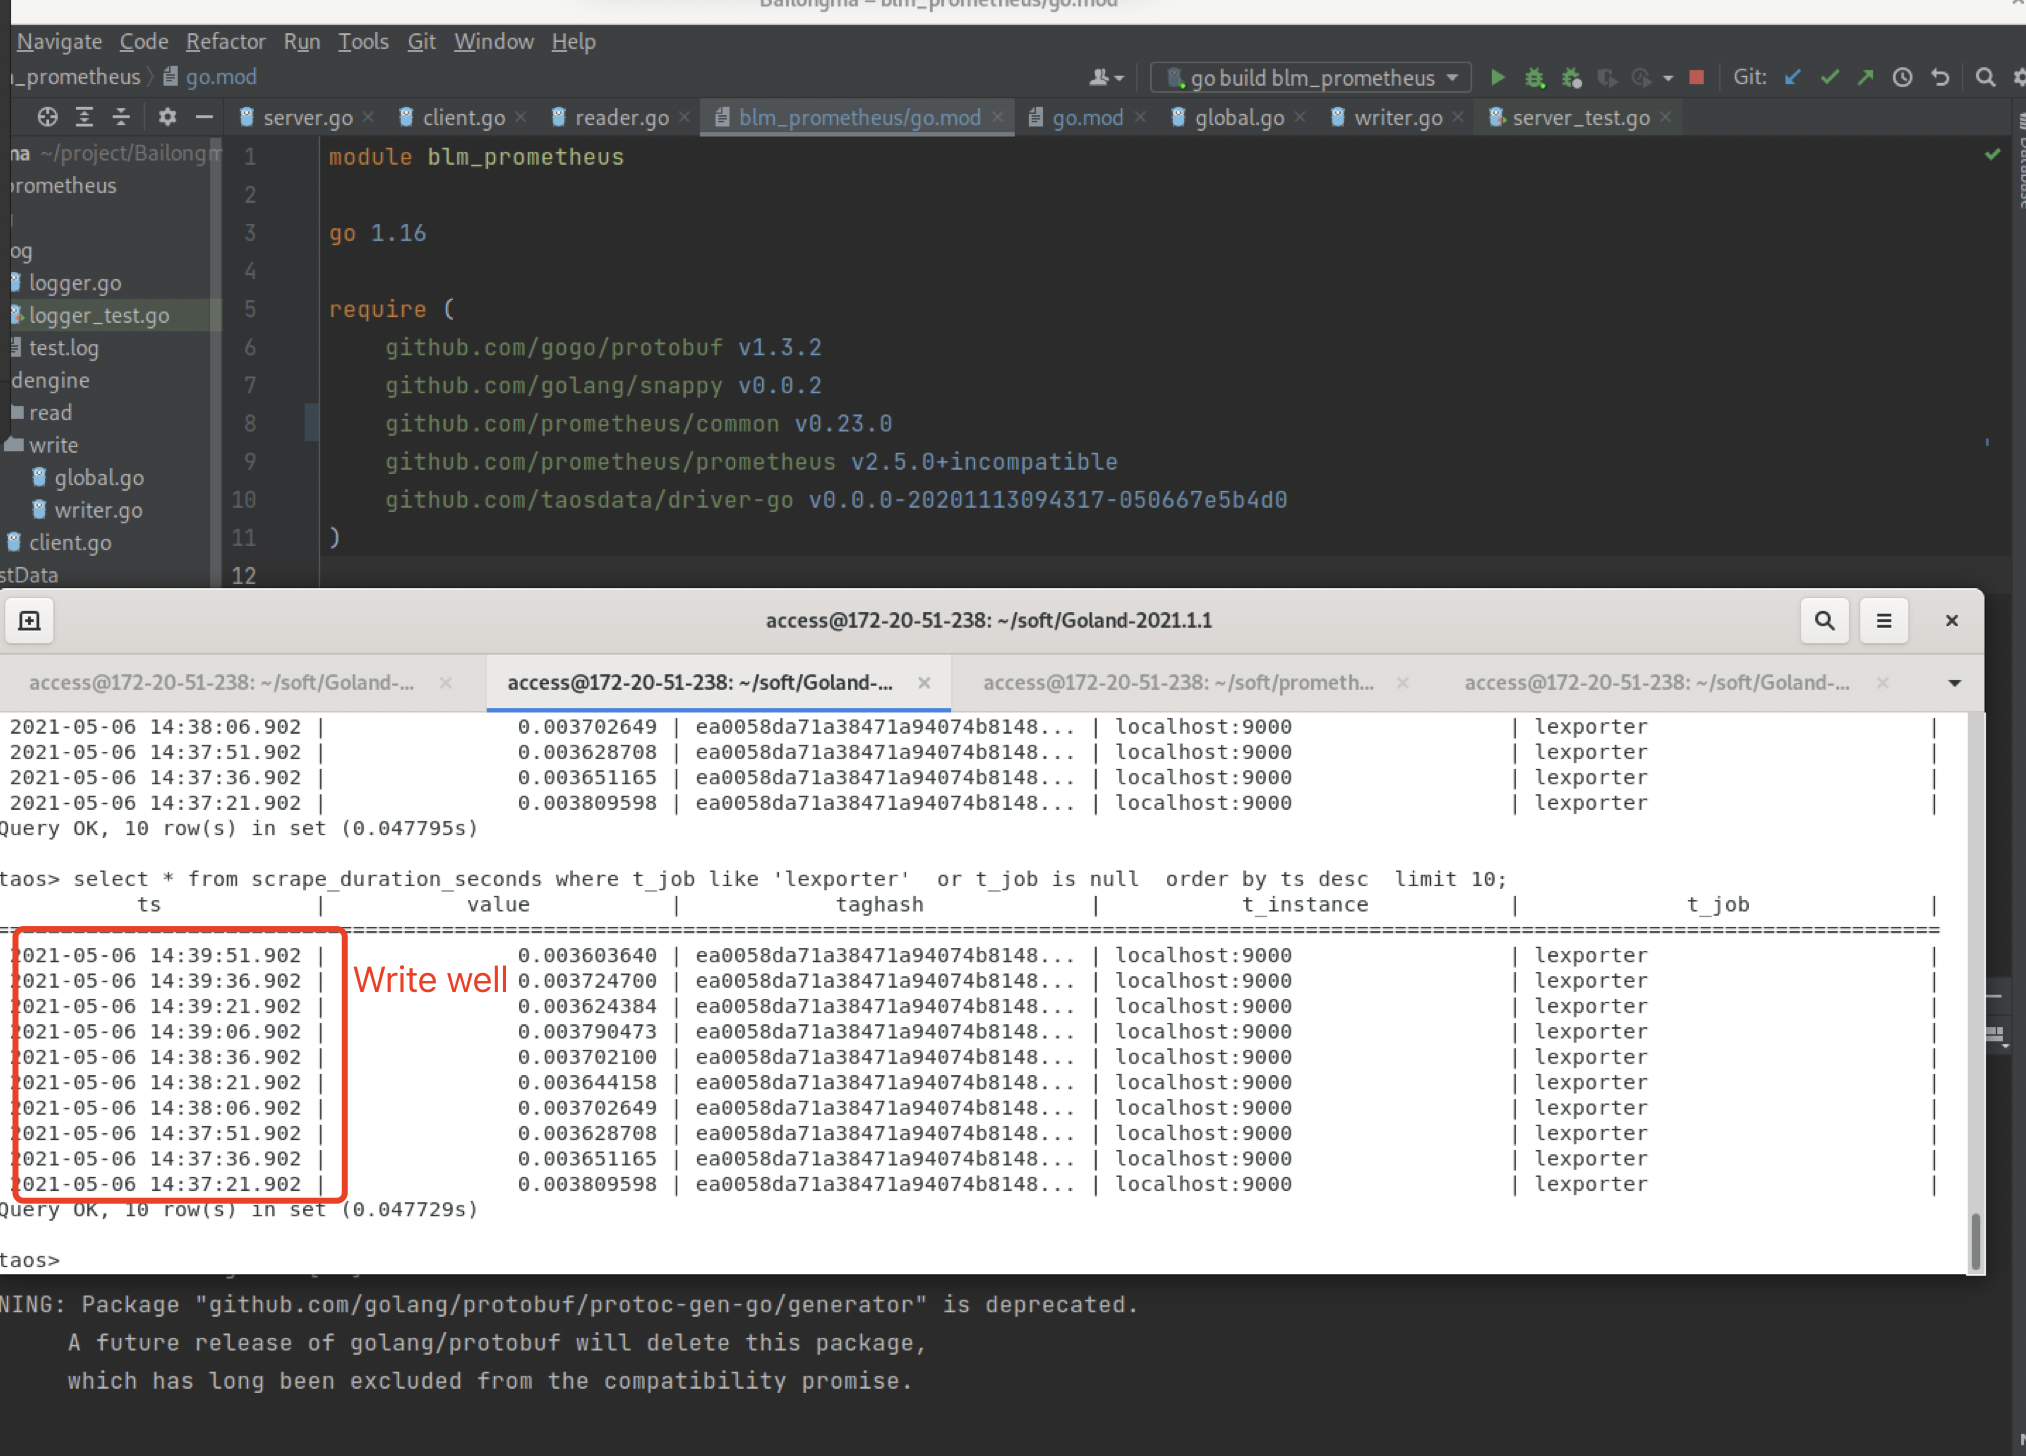 Bailongma – blm_prometheus/go.mod
Navigate Code Refactor Run Tools Git Window Help
_prometheus go.mod go build blm_prometheus Git:
server.go client.go reader.go blm_prometheus/go.mod go.mod global.go writer.go server_test.go
~/project/Bailongm
rometheus
og
logger.go
logger_test.go
test.log
dengine
read
write
global.go
writer.go
client.go
stData
Database
1 module blm_prometheus
2
3 go 1.16
4
5 require (
6 github.com/gogo/protobuf v1.3.2
7 github.com/golang/snappy v0.0.2
8 github.com/prometheus/common v0.23.0
9 github.com/prometheus/prometheus v2.5.0+incompatible
10 github.com/taosdata/driver-go v0.0.0-20201113094317-050667e5b4d0
11 )
12
access@172-20-51-238: ~/soft/Goland-2021.1.1
access@172-20-51-238: ~/soft/Goland-... access@172-20-51-238: ~/soft/Goland-... access@172-20-51-238: ~/soft/prometh... access@172-20-51-238: ~/soft/Goland-...
2021-05-06 14:38:06.902 | 0.003702649 | ea0058da71a38471a94074b8148... | localhost:9000 | lexporter |
2021-05-06 14:37:51.902 | 0.003628708 | ea0058da71a38471a94074b8148... | localhost:9000 | lexporter |
2021-05-06 14:37:36.902 | 0.003651165 | ea0058da71a38471a94074b8148... | localhost:9000 | lexporter |
2021-05-06 14:37:21.902 | 0.003809598 | ea0058da71a38471a94074b8148... | localhost:9000 | lexporter |
Query OK, 10 row(s) in set (0.047795s)
taos> select * from scrape_duration_seconds where t_job like 'lexporter'  or t_job is null  order by ts desc  limit 10;
ts | value | taghash | t_instance | t_job |
2021-05-06 14:39:51.902 | 0.003603640 | ea0058da71a38471a94074b8148... | localhost:9000 | lexporter |
2021-05-06 14:39:36.902 | Write well 0.003724700 | ea0058da71a38471a94074b8148... | localhost:9000 | lexporter |
2021-05-06 14:39:21.902 | 0.003624384 | ea0058da71a38471a94074b8148... | localhost:9000 | lexporter |
2021-05-06 14:39:06.902 | 0.003790473 | ea0058da71a38471a94074b8148... | localhost:9000 | lexporter |
2021-05-06 14:38:36.902 | 0.003702100 | ea0058da71a38471a94074b8148... | localhost:9000 | lexporter |
2021-05-06 14:38:21.902 | 0.003644158 | ea0058da71a38471a94074b8148... | localhost:9000 | lexporter |
2021-05-06 14:38:06.902 | 0.003702649 | ea0058da71a38471a94074b8148... | localhost:9000 | lexporter |
2021-05-06 14:37:51.902 | 0.003628708 | ea0058da71a38471a94074b8148... | localhost:9000 | lexporter |
2021-05-06 14:37:36.902 | 0.003651165 | ea0058da71a38471a94074b8148... | localhost:9000 | lexporter |
2021-05-06 14:37:21.902 | 0.003809598 | ea0058da71a38471a94074b8148... | localhost:9000 | lexporter |
Query OK, 10 row(s) in set (0.047729s)
taos>
NING: Package "github.com/golang/protobuf/protoc-gen-go/generator" is deprecated.
A future release of golang/protobuf will delete this package,
which has long been excluded from the compatibility promise.